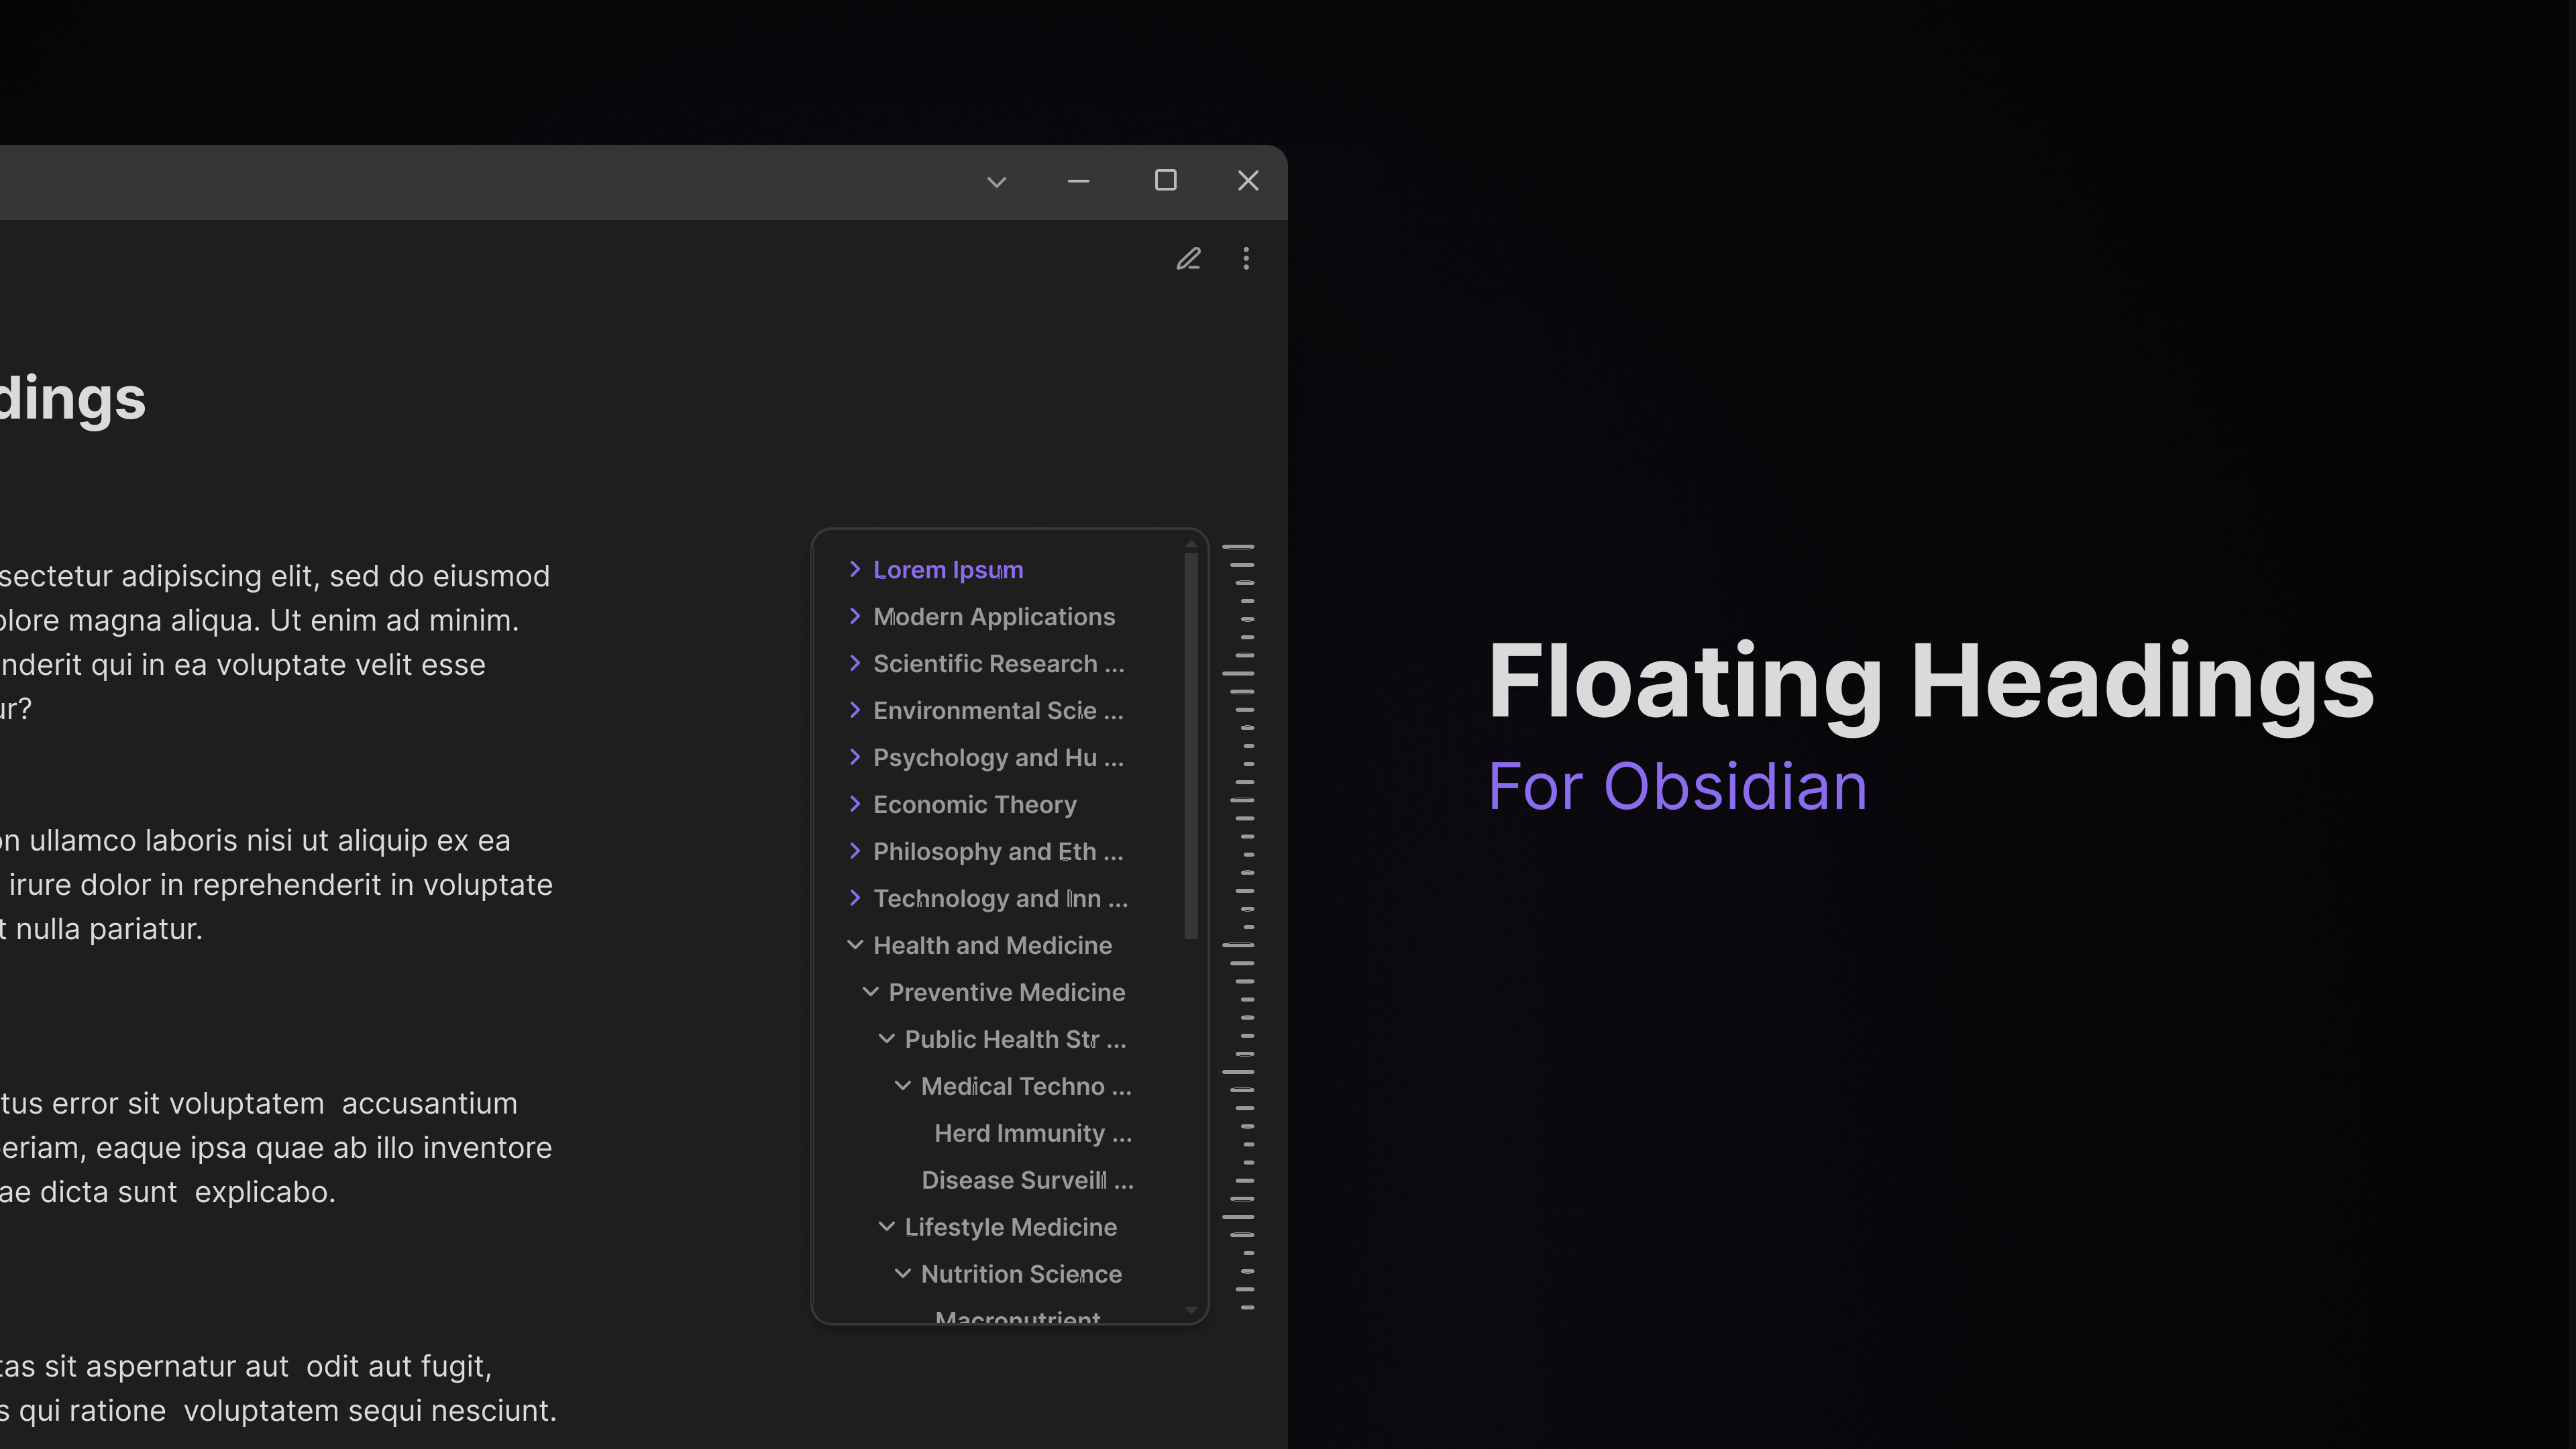 dings
sectetur adipiscing elit, sed do eiusmod
olore magna aliqua. Ut enim ad minim.
nderit qui in ea voluptate velit esse
ur?
on ullamco laboris nisi ut aliquip ex ea
irure dolor in reprehenderit in voluptate
t nulla pariatur.
tus error sit voluptatem accusantium
eriam, eaque ipsa quae ab illo inventore
ae dicta sunt explicabo.
tas sit aspernatur aut odit aut fugit,
s qui ratione voluptatem sequi nesciunt.
Lorem Ipsum
Modern Applications
Scientific Research ...
Environmental Scie ...
Psychology and Hu ...
Economic Theory
Philosophy and Eth ...
Technology and Inn ...
Health and Medicine
Preventive Medicine
Public Health Str ...
Medical Techno ...
Herd Immunity ...
Disease Surveill ...
Lifestyle Medicine
Nutrition Science
Macronutrient
Floating Headings
For Obsidian